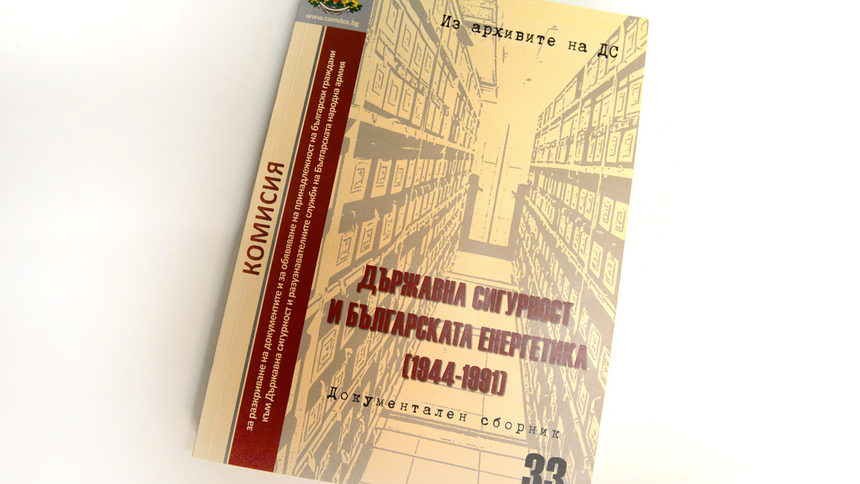 www.comdos.bg
Из архивите на ДС
КОМИСИЯ
за разкриване на документите и за обявяване на принадлежност на български граждани
към Държавна сигурност и разузнавателните служби на Българската народна армия
ДЪРЖАВНА СИГУРНОСТ
И БЪЛГАРСКАТА ЕНЕРГЕТИКА
(1944-1991)
Документален сборник
33